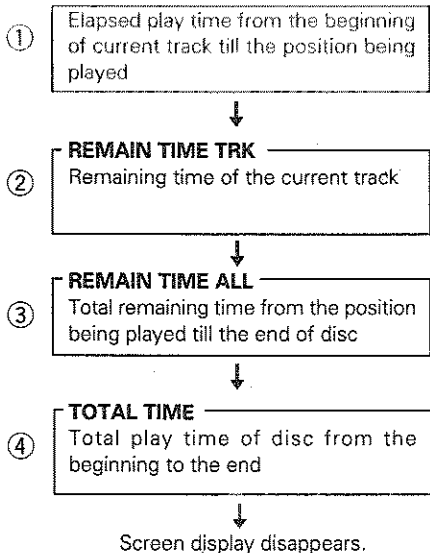 ① Elapsed play time from the beginning
of current track till the position being
played
REMAIN TIME TRK
② Remaining time of the current track
REMAIN TIME ALL
③ Total remaining time from the position
being played till the end of disc
TOTAL TIME
④ Total play time of disc from the
beginning to the end
Screen display disappears.